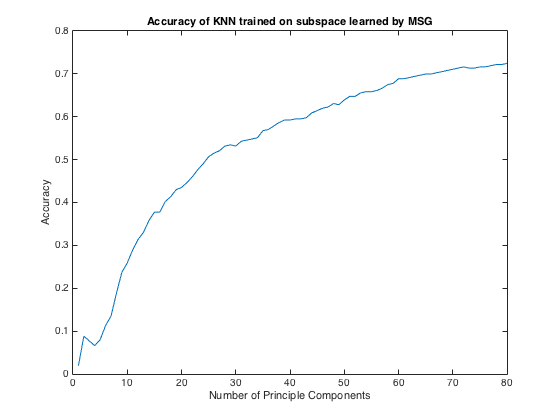 Accuracy of KNN trained on subspace learned by MSG
0.8
0.7
0.6
0.5
0.4
0.3
0.2
0.1
0
Accuracy
0 10 20 30 40 50 60 70 80
Number of Principle Components